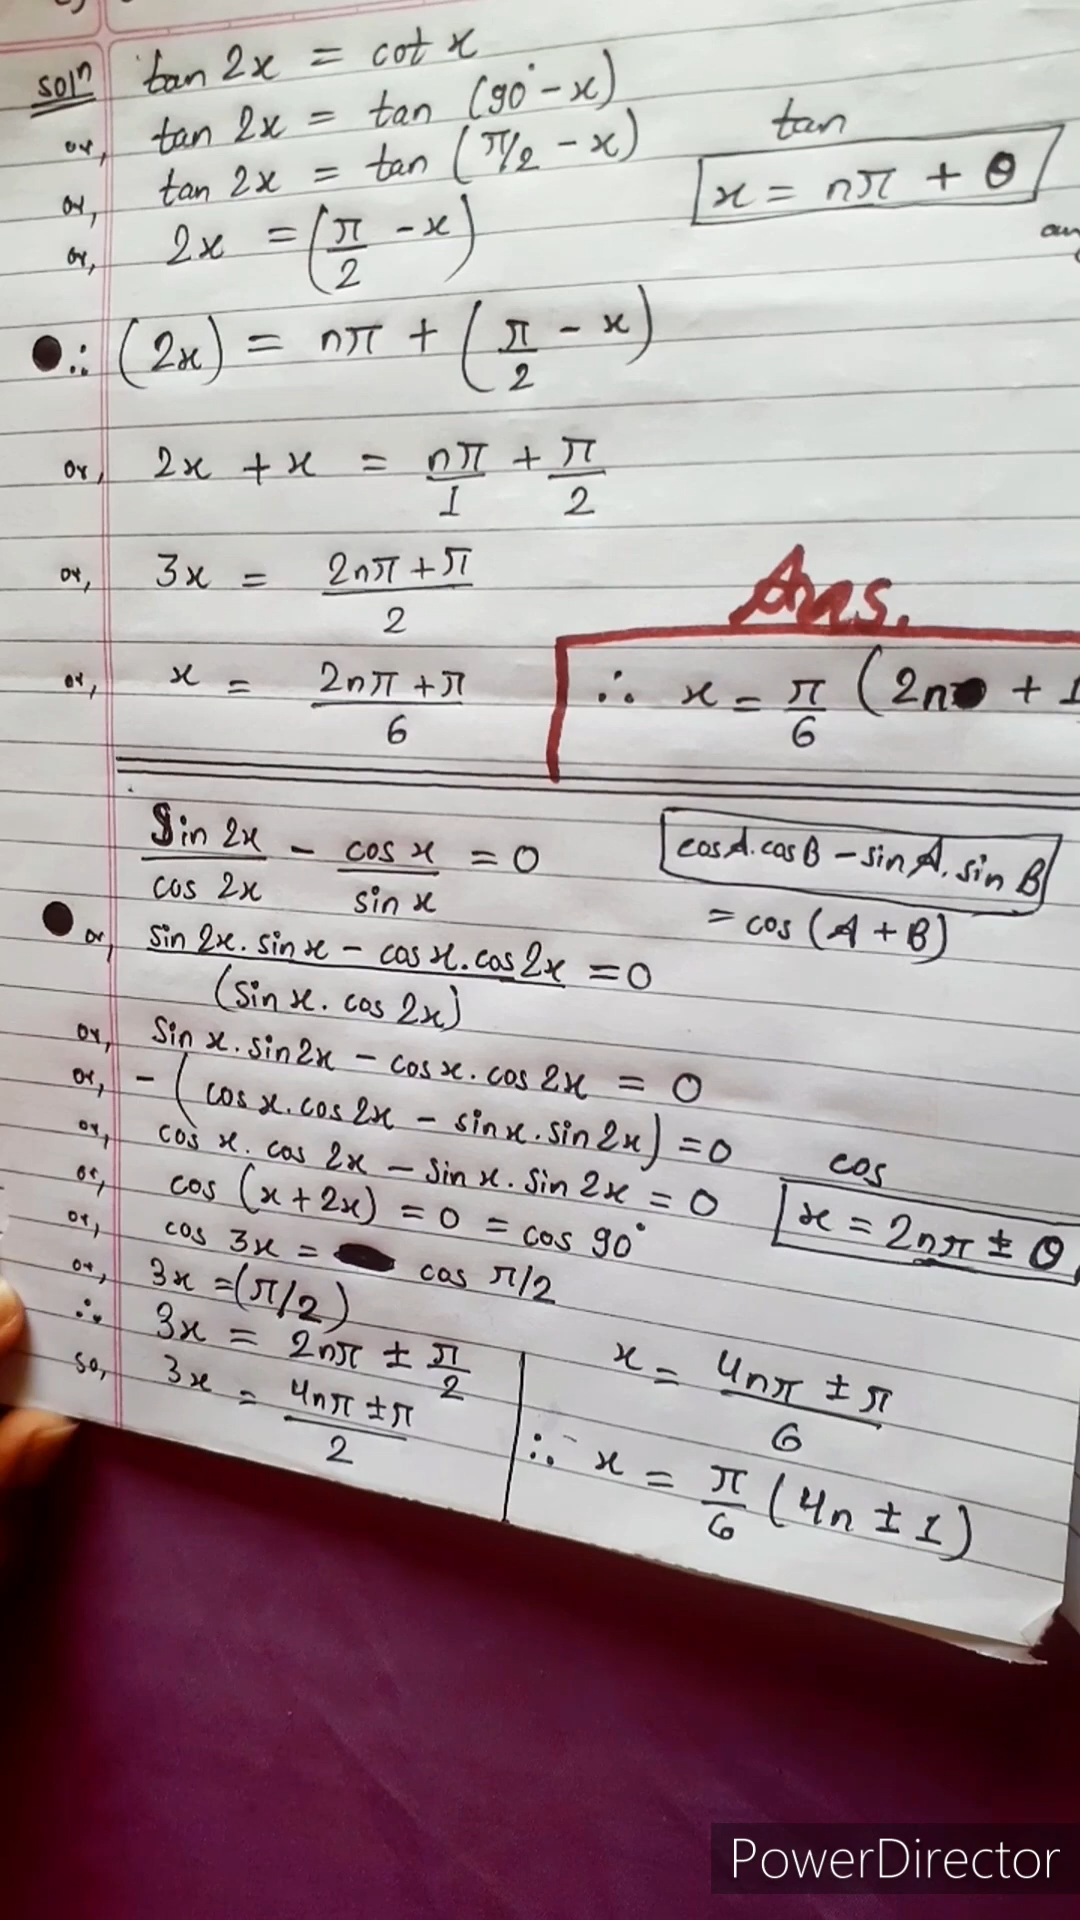 soln tan 2x = cot x
or, tan 2x = tan (90° - x)
or, tan 2x = tan (π/2 - x)
tan
x = nπ + θ
or, 2x = (π/2 - x)
∴ (2x) = nπ + (π/2 - x)
or, 2x + x = nπ/1 + π/2
or, 3x = (2nπ + π)/2
or, x = (2nπ + π)/6
Ans.
∴ x = π/6 (2n + 1
Sin 2x/cos 2x - cos x/sin x = 0
cosA.cosB - sinA.sinB
= cos (A + B)
or, sin 2x. sin x - cos x. cos 2x/(sin x. cos 2x) = 0
or, Sin x. sin 2x - cos x. cos 2x = 0
or, - (cos x. cos 2x - sin x. sin 2x) = 0
or, cos x. cos 2x - Sin x. Sin 2x = 0
or, cos (x + 2x) = 0 = cos 90°
cos
x = 2nπ ± θ
or, cos 3x = cos π/2
or, 3x = (π/2)
∴ 3x = 2nπ ± π/2
so, 3x = (4nπ ± π)/2
x = (4nπ ± π)/6
∴ x = π/6 (4n ± 1)
PowerDirector